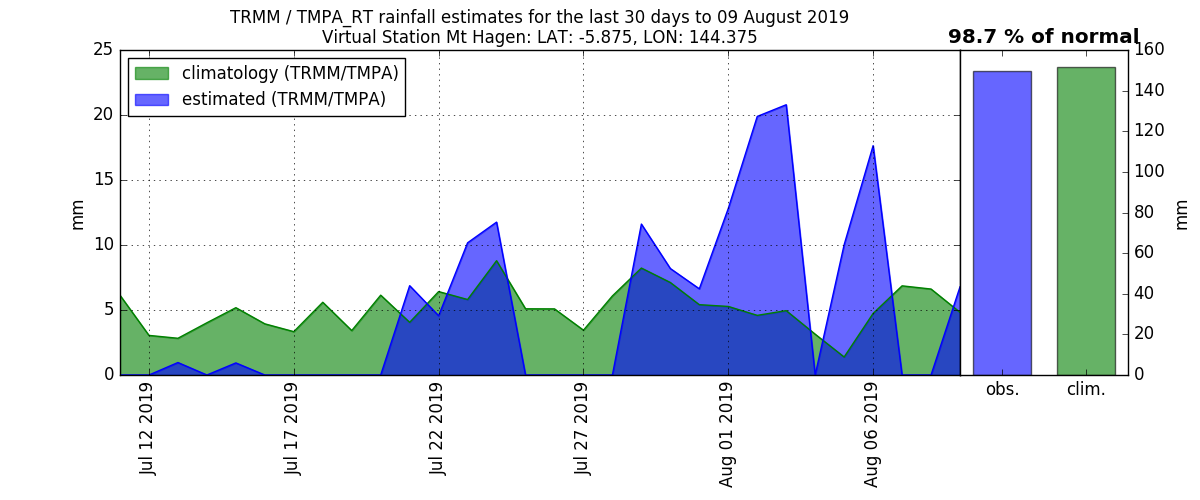 TRMM / TMPA_RT rainfall estimates for the last 30 days to 09 August 2019
Virtual Station Mt Hagen: LAT: -5.875, LON: 144.375
98.7 % of normal
climatology (TRMM/TMPA)
estimated (TRMM/TMPA)
25
20
15
10
5
0
mm
Jul 12 2019
Jul 17 2019
Jul 22 2019
Jul 27 2019
Aug 01 2019
Aug 06 2019
160
140
120
100
80
60
40
20
0
mm
obs.
clim.